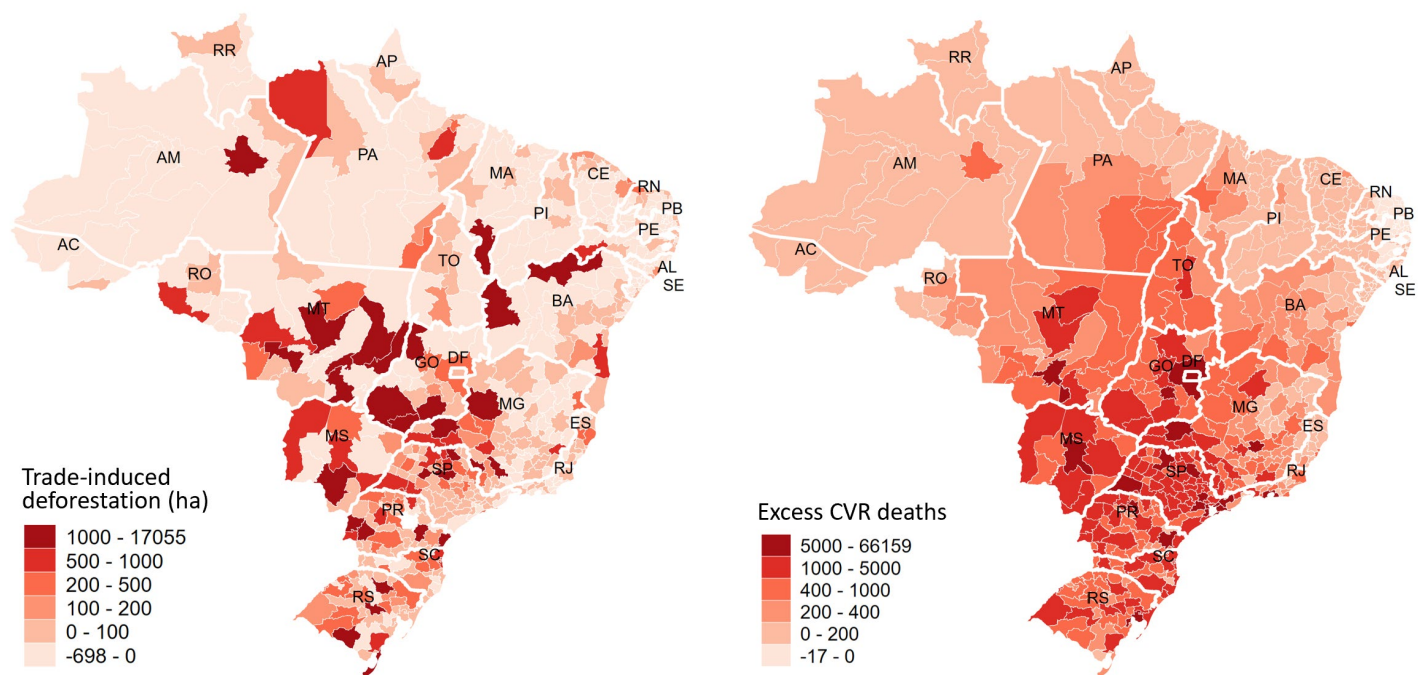 RR
AP
AM
PA
MA
CE
RN
PB
PI
PE
AC
TO
AL
SE
RO
BA
MT
GO
DF
MG
ES
MS
SP
RJ
PR
SC
RS
Trade-induced
deforestation (ha)
1000 - 17055
500 - 1000
200 - 500
100 - 200
0 - 100
-698 - 0
RR
AP
AM
PA
MA
CE
RN
PB
PI
PE
AC
TO
AL
SE
RO
BA
MT
GO
DF
MG
ES
MS
SP
RJ
PR
SC
RS
Excess CVR deaths
5000 - 66159
1000 - 5000
400 - 1000
200 - 400
0 - 200
-17 - 0